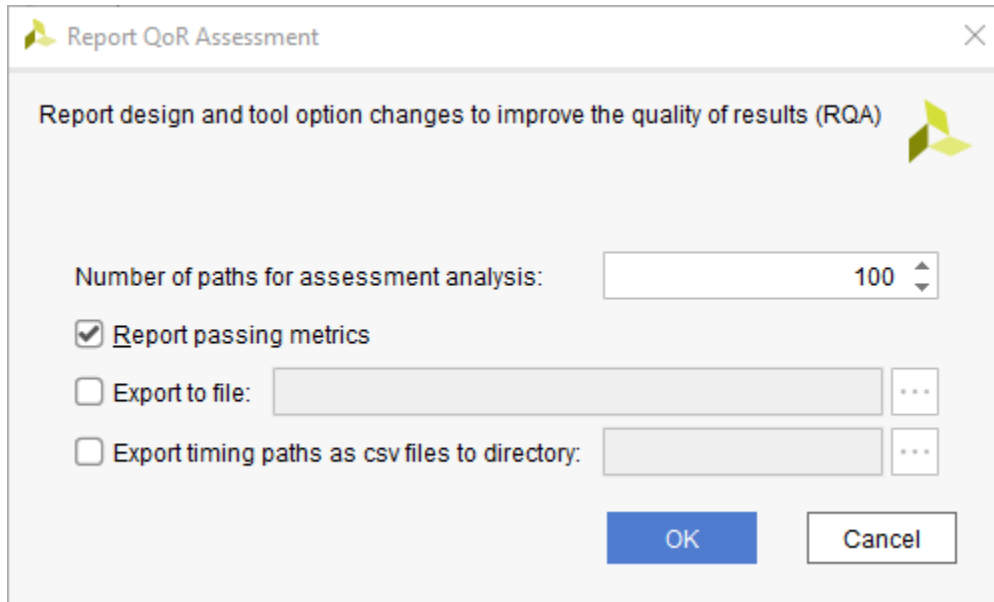 Report QoR Assessment
Report design and tool option changes to improve the quality of results (RQA)
Number of paths for assessment analysis: 100
Report passing metrics
Export to file: ...
Export timing paths as csv files to directory: ...
OK Cancel